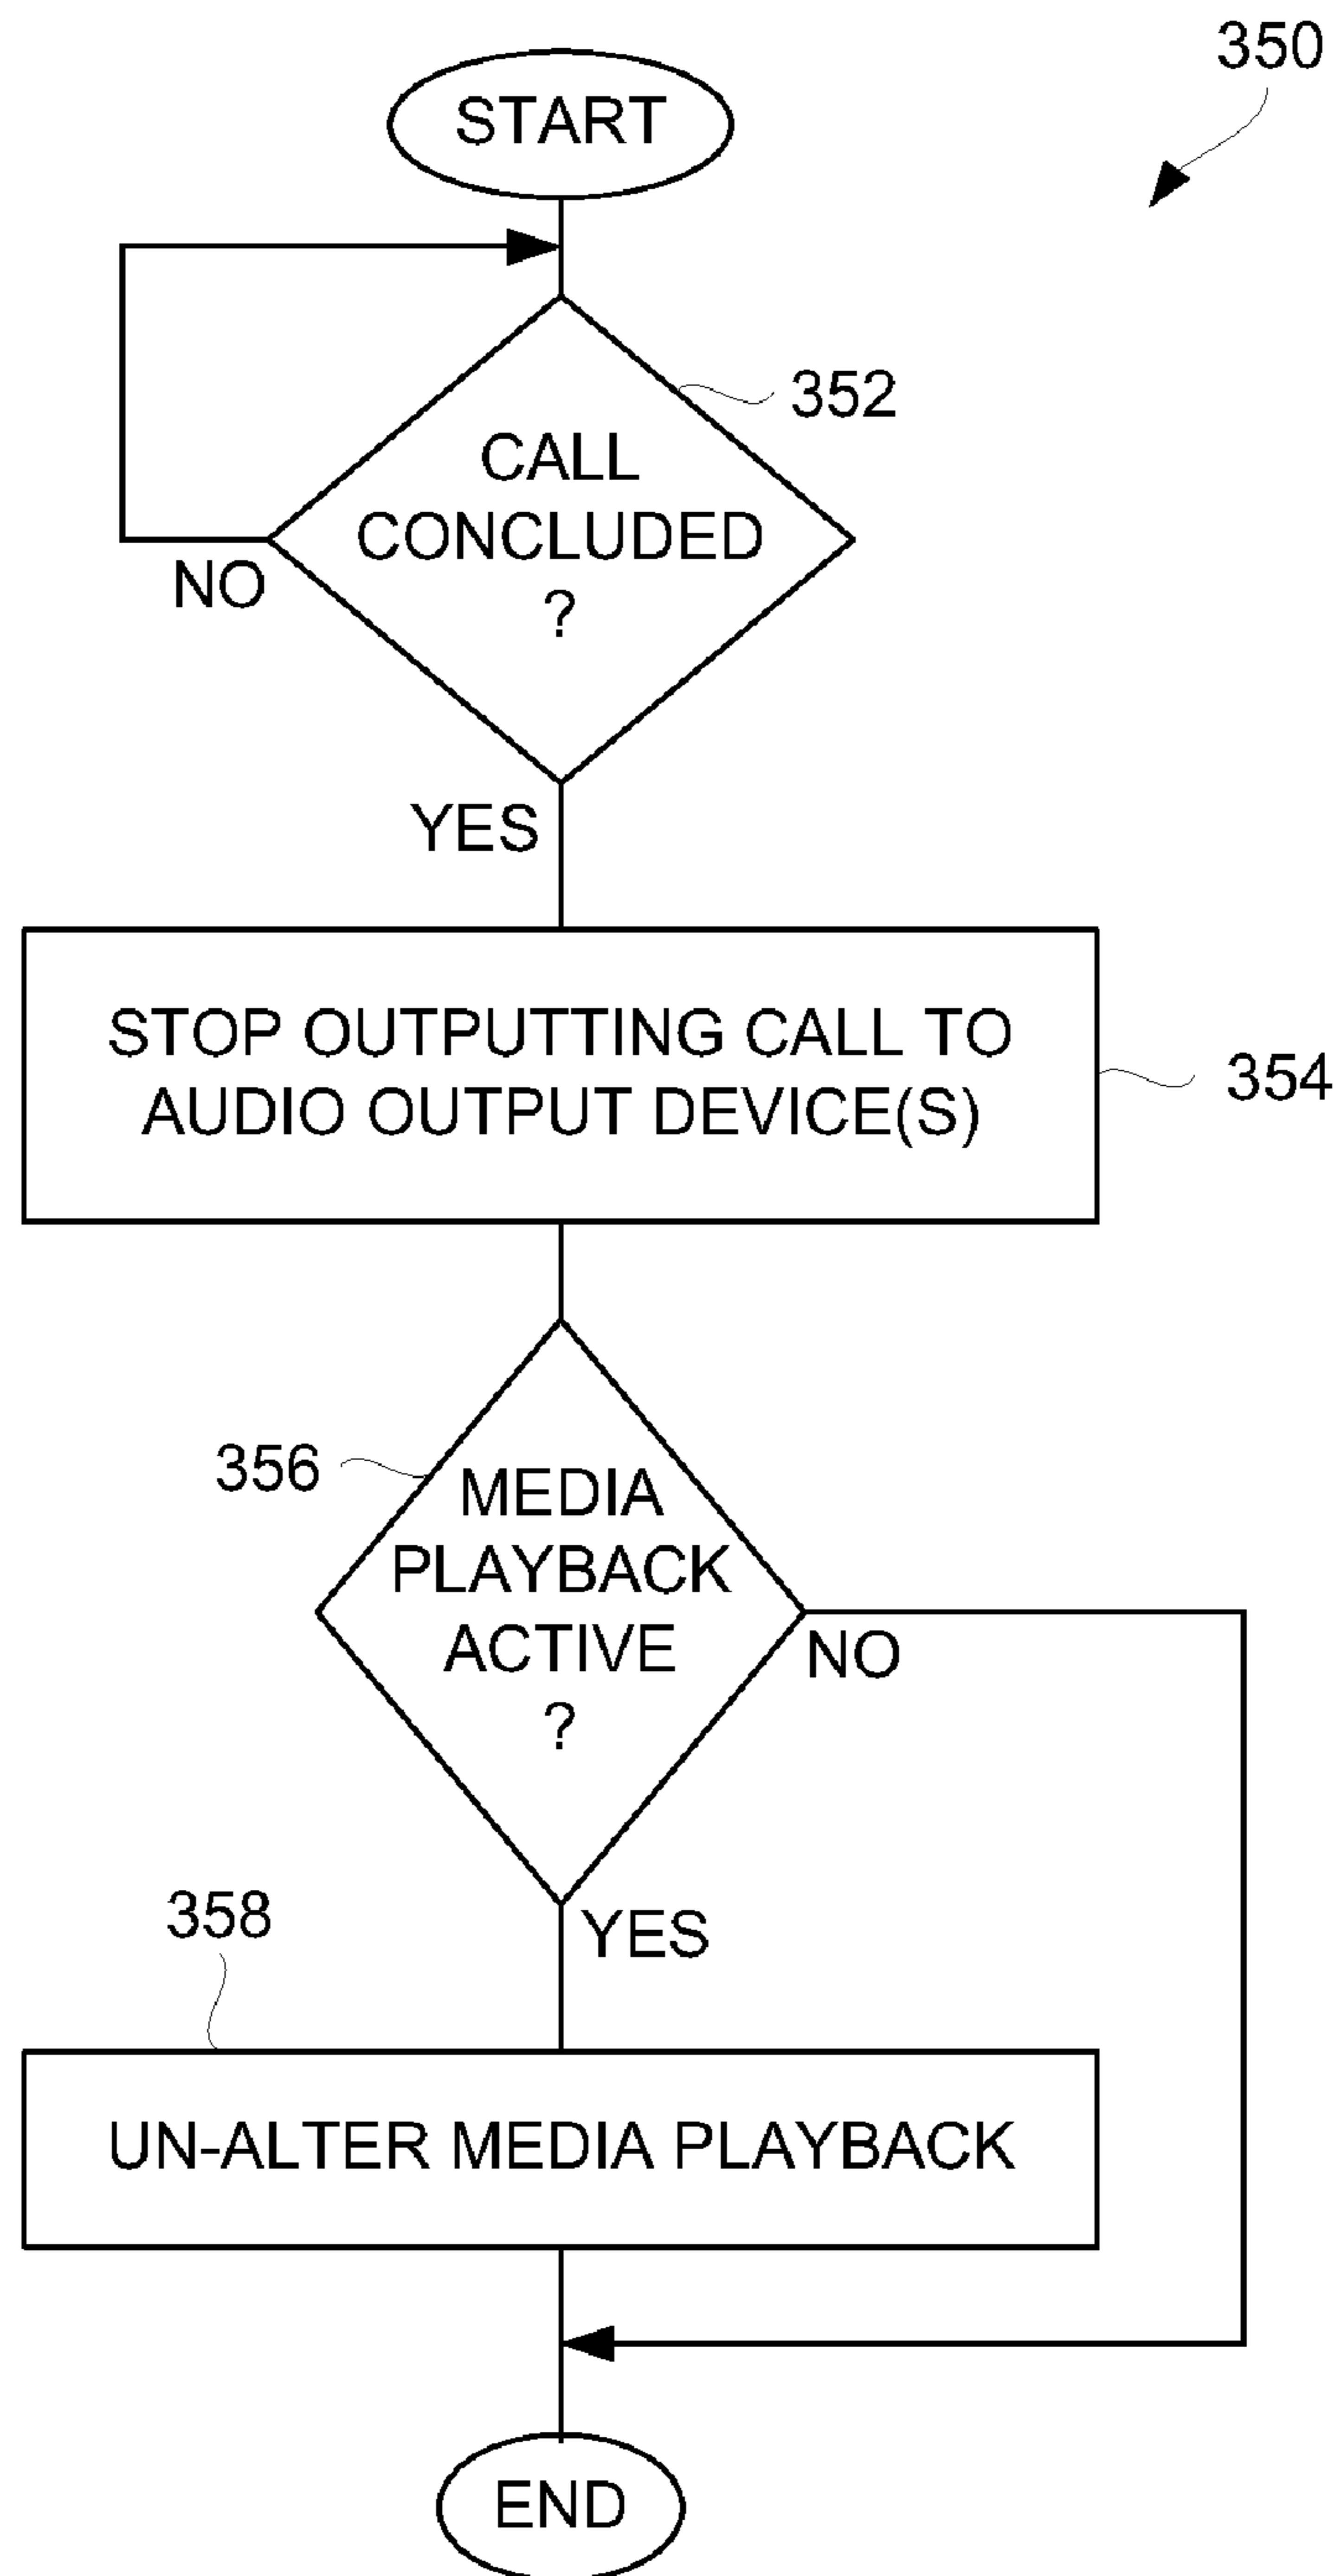 350
START
352
CALL
CONCLUDED
?
NO
YES
STOP OUTPUTTING CALL TO
AUDIO OUTPUT DEVICE(S)
354
356
MEDIA
PLAYBACK
ACTIVE
?
NO
YES
358
UN-ALTER MEDIA PLAYBACK
END